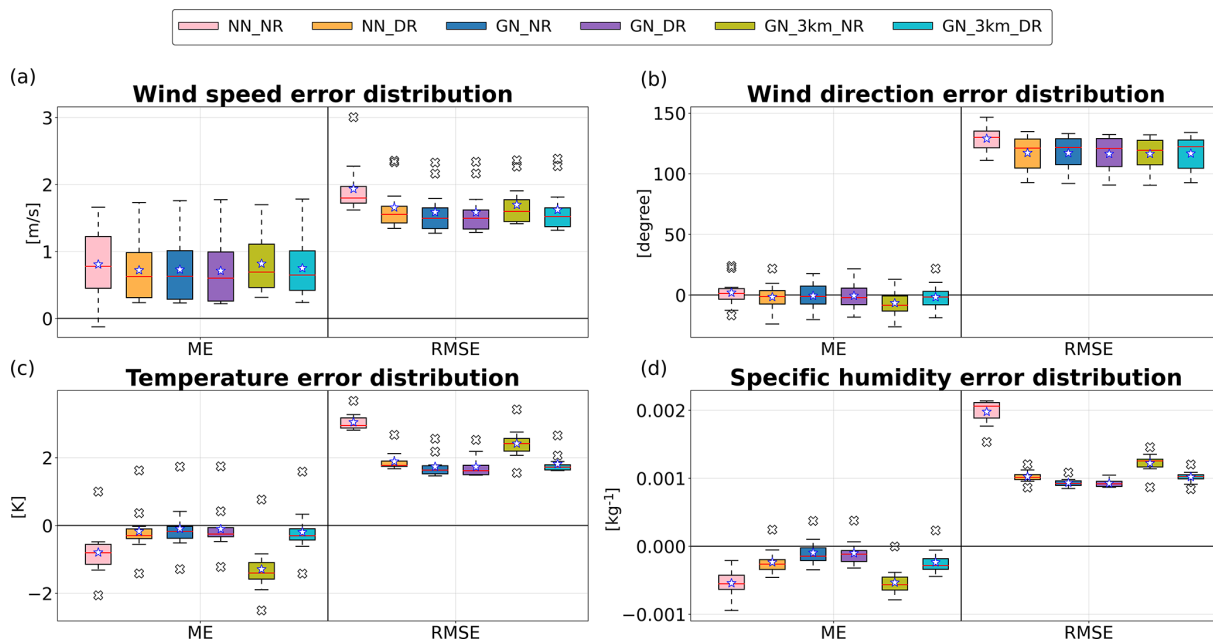 NN_NR NN_DR GN_NR GN_DR GN_3km_NR GN_3km_DR
(a)
Wind speed error distribution
3
2
1
0
[m/s]
ME RMSE
(b)
Wind direction error distribution
150
100
50
0
−50
[degree]
ME RMSE
(c)
Temperature error distribution
2
0
−2
[K]
ME RMSE
(d)
Specific humidity error distribution
0.002
0.001
0.000
−0.001
[kg⁻¹]
ME RMSE